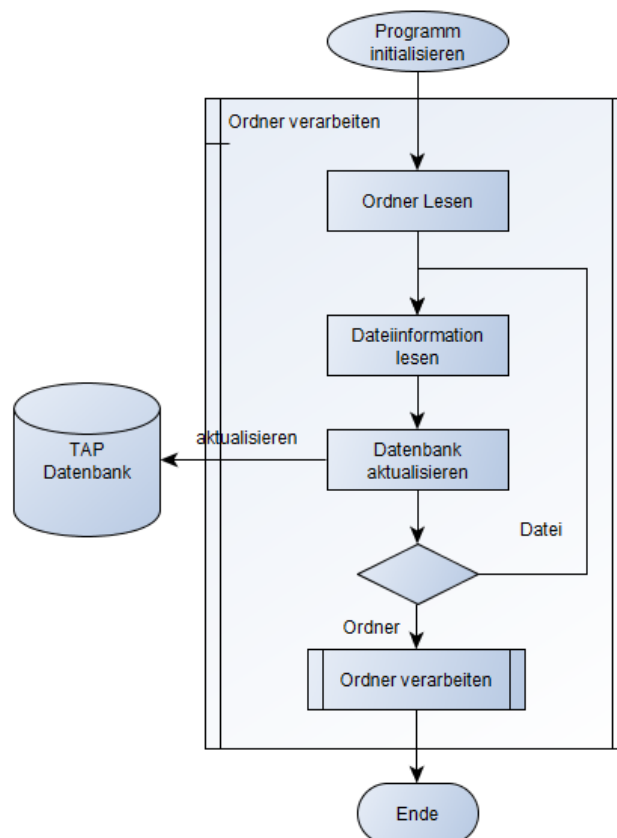 Programm
initialisieren
Ordner verarbeiten
Ordner Lesen
Dateiinformation
lesen
TAP
Datenbank
aktualisieren
Datenbank
aktualisieren
Datei
Ordner
Ordner verarbeiten
Ende